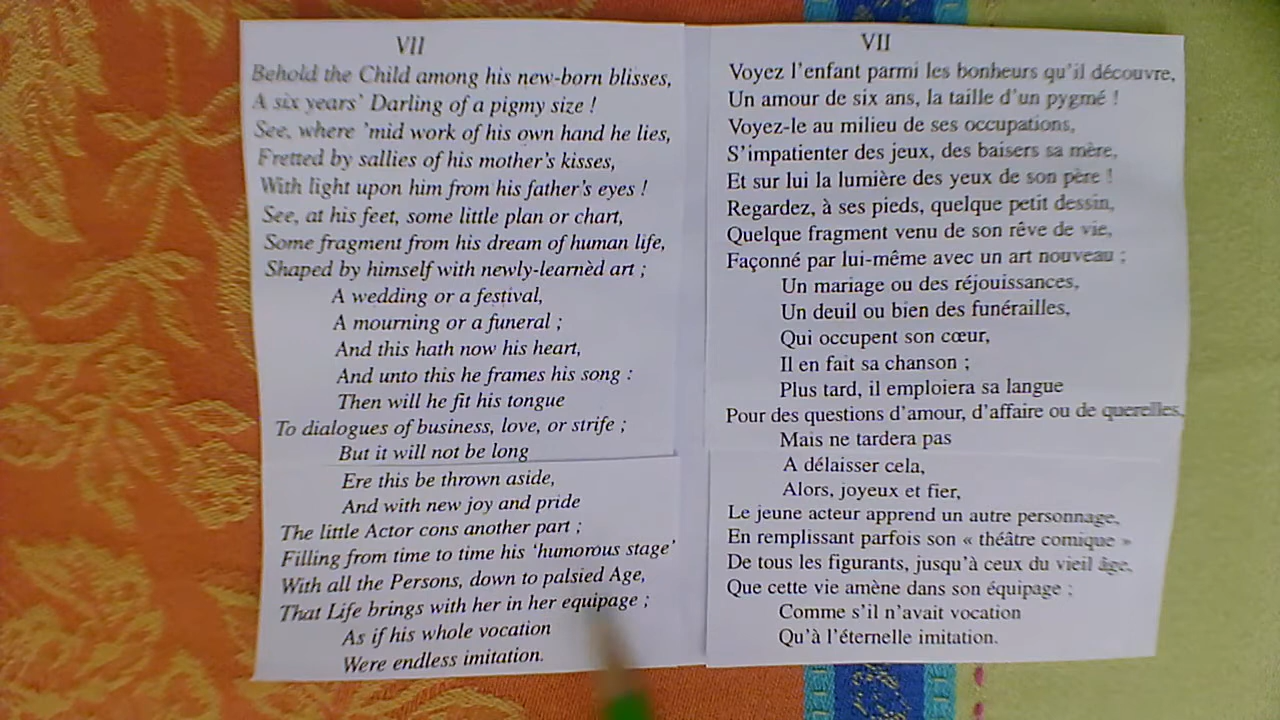 VII
Behold the Child among his new-born blisses,
A six years' Darling of a pigmy size !
See, where 'mid work of his own hand he lies,
Fretted by sallies of his mother's kisses,
With light upon him from his father's eyes !
See, at his feet, some little plan or chart,
Some fragment from his dream of human life,
Shaped by himself with newly-learnèd art ;
A wedding or a festival,
A mourning or a funeral ;
And this hath now his heart,
And unto this he frames his song :
Then will he fit his tongue
To dialogues of business, love, or strife ;
But it will not be long
Ere this be thrown aside,
And with new joy and pride
The little Actor cons another part ;
Filling from time to time his 'humorous stage'
With all the Persons, down to palsied Age,
That Life brings with her in her equipage ;
As if his whole vocation
Were endless imitation.
VII
Voyez l'enfant parmi les bonheurs qu'il découvre,
Un amour de six ans, la taille d'un pygmé !
Voyez-le au milieu de ses occupations,
S'impatienter des jeux, des baisers sa mère,
Et sur lui la lumière des yeux de son père !
Regardez, à ses pieds, quelque petit dessin,
Quelque fragment venu de son rêve de vie,
Façonné par lui-même avec un art nouveau ;
Un mariage ou des réjouissances,
Un deuil ou bien des funérailles,
Qui occupent son cœur,
Il en fait sa chanson ;
Plus tard, il emploiera sa langue
Pour des questions d'amour, d'affaire ou de querelles,
Mais ne tardera pas
A délaisser cela,
Alors, joyeux et fier,
Le jeune acteur apprend un autre personnage,
En remplissant parfois son « théâtre comique »
De tous les figurants, jusqu'à ceux du vieil âge,
Que cette vie amène dans son équipage ;
Comme s'il n'avait vocation
Qu'à l'éternelle imitation.